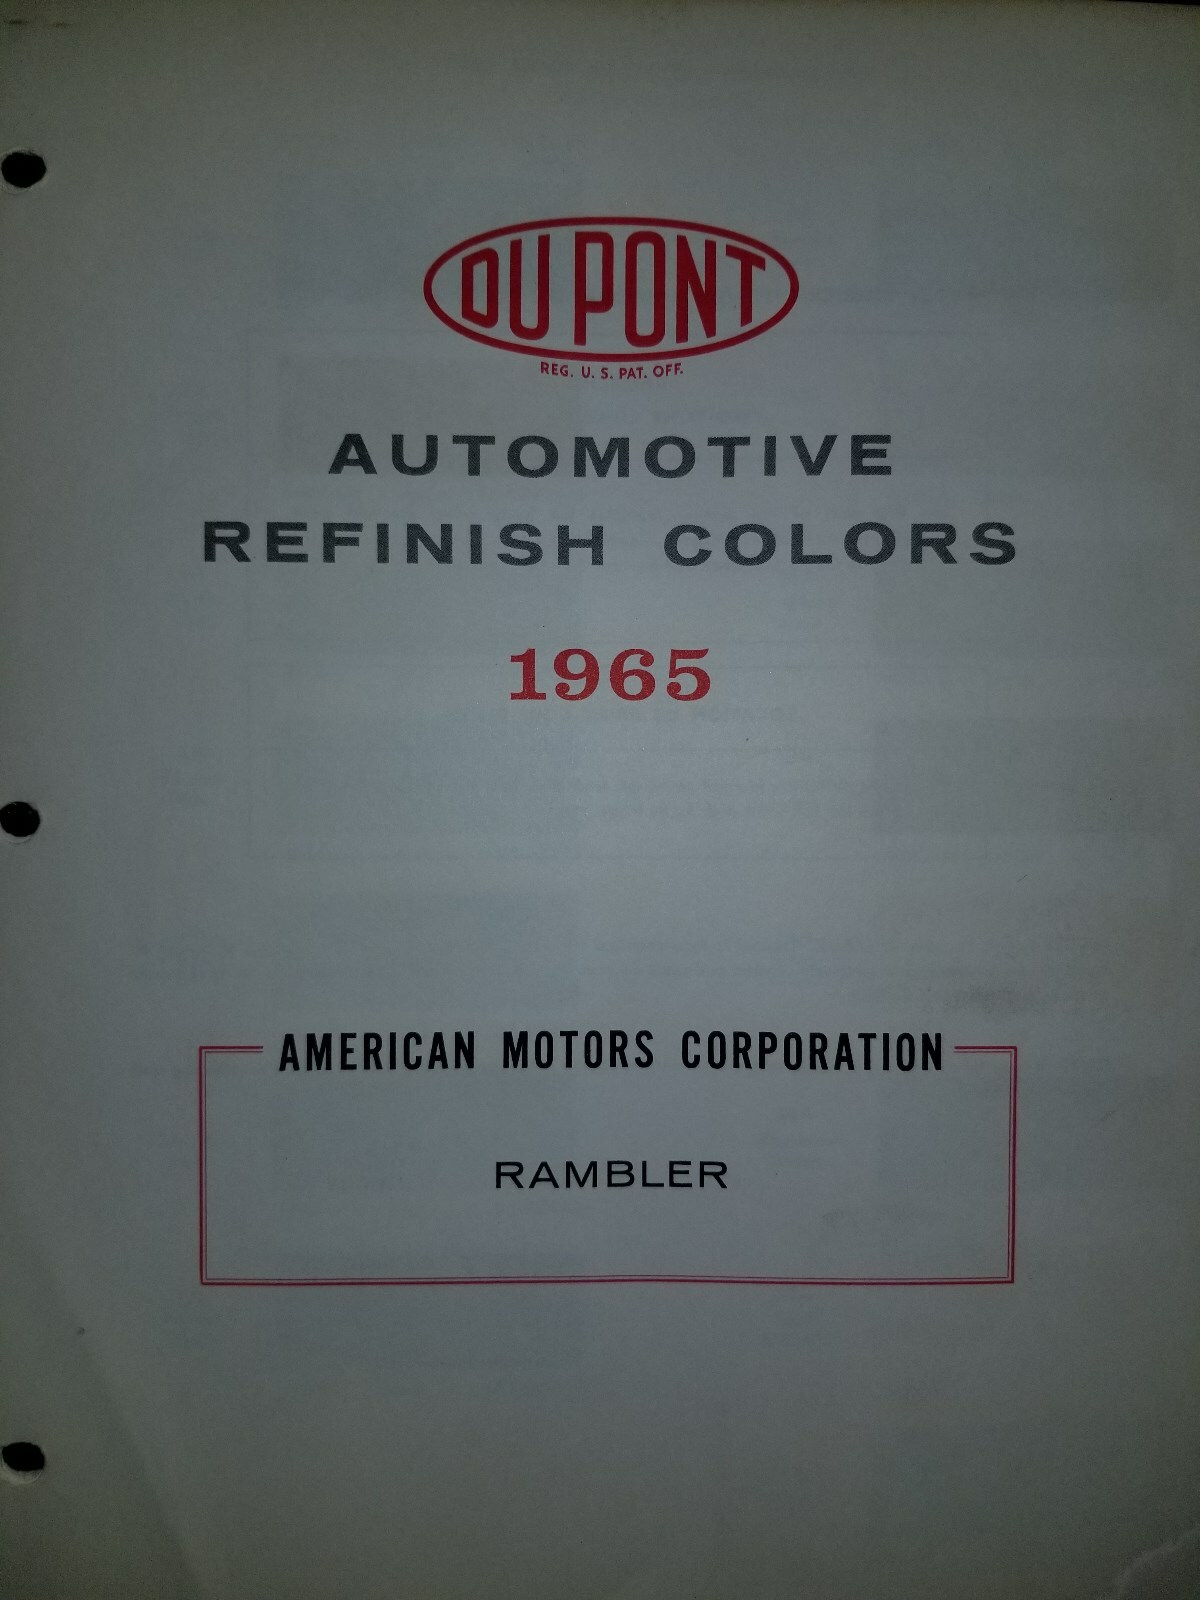 DU PONT
REG. U. S. PAT. OFF.
AUTOMOTIVE
REFINISH COLORS
1965
AMERICAN MOTORS CORPORATION
RAMBLER